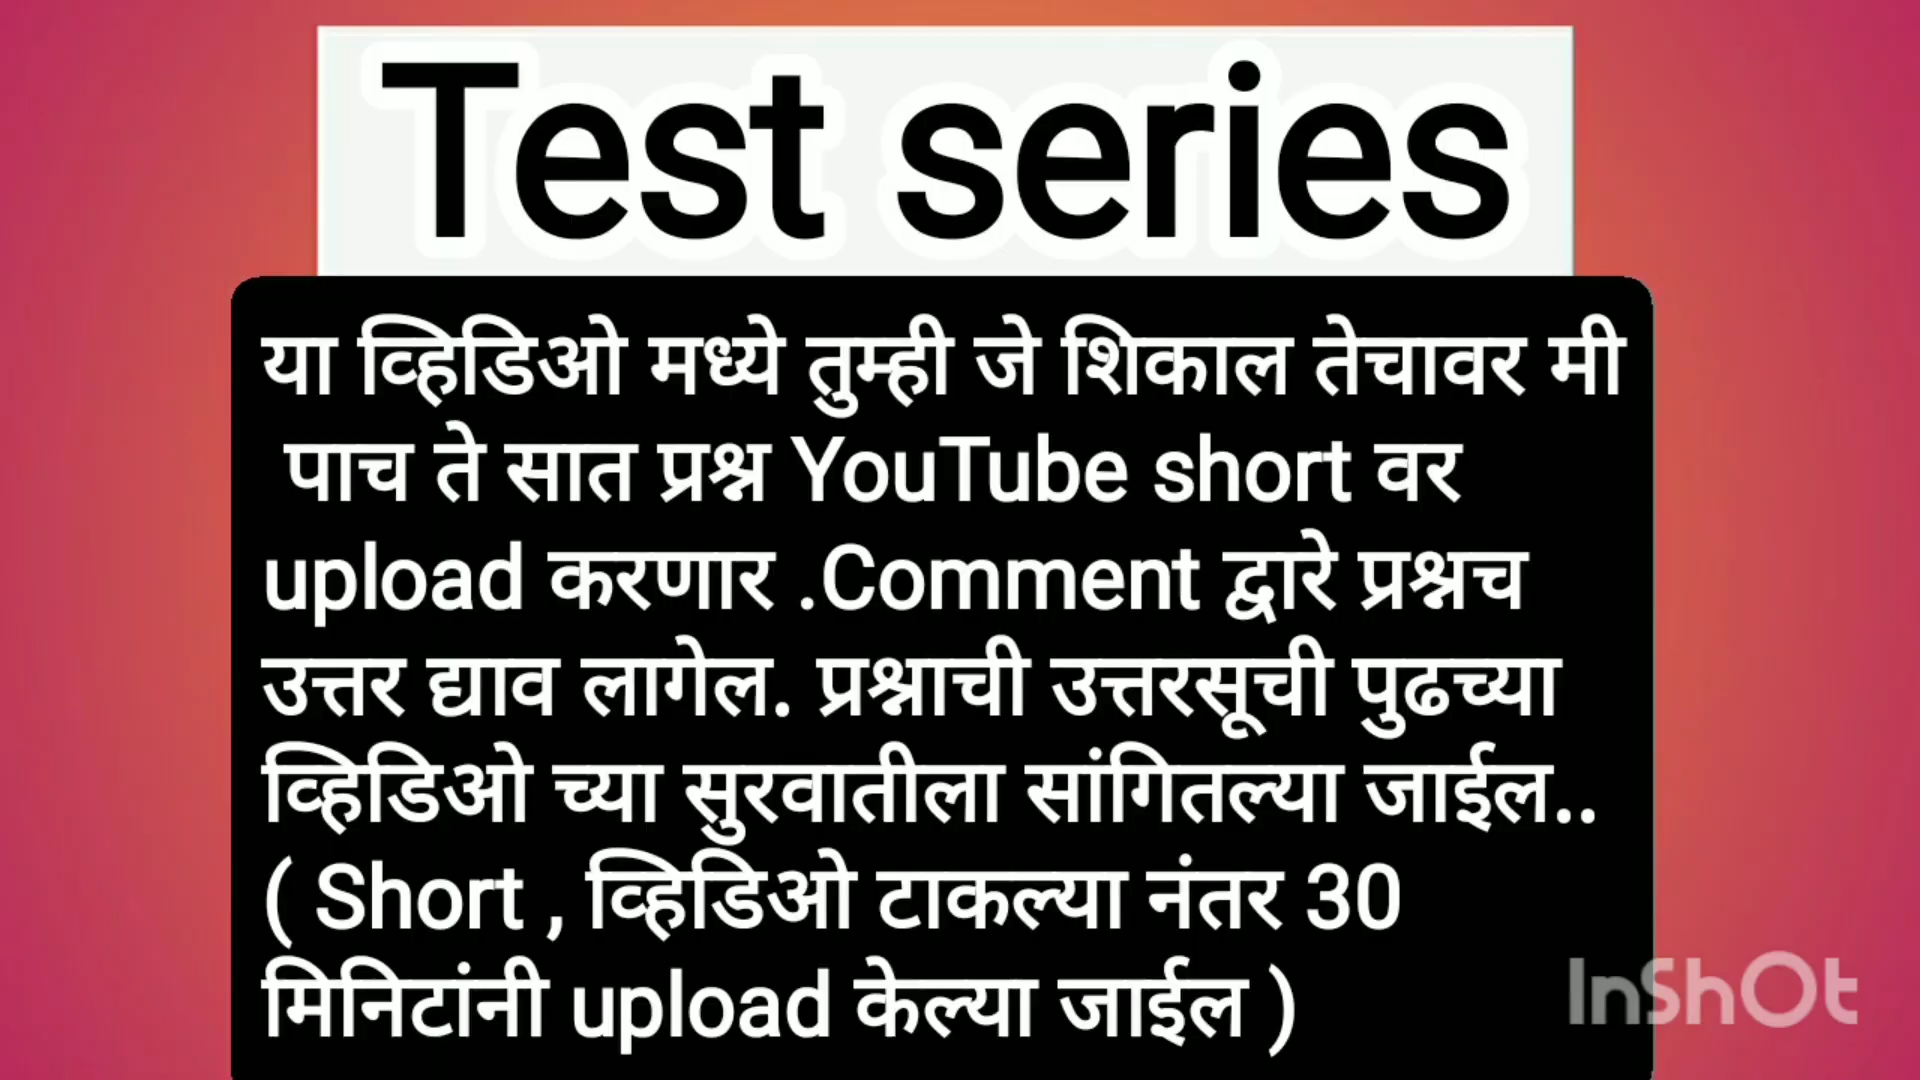 Test series
या व्हिडिओ मध्ये तुम्ही जे शिकाल तेचावर मी
पाच ते सात प्रश्न YouTube short वर
upload करणार .Comment द्वारे प्रश्नच
उत्तर द्याव लागेल. प्रश्नाची उत्तरसूची पुढच्या
व्हिडिओ च्या सुरवातीला सांगितल्या जाईल..
( Short , व्हिडिओ टाकल्या नंतर 30
मिनिटांनी upload केल्या जाईल )
InShOt